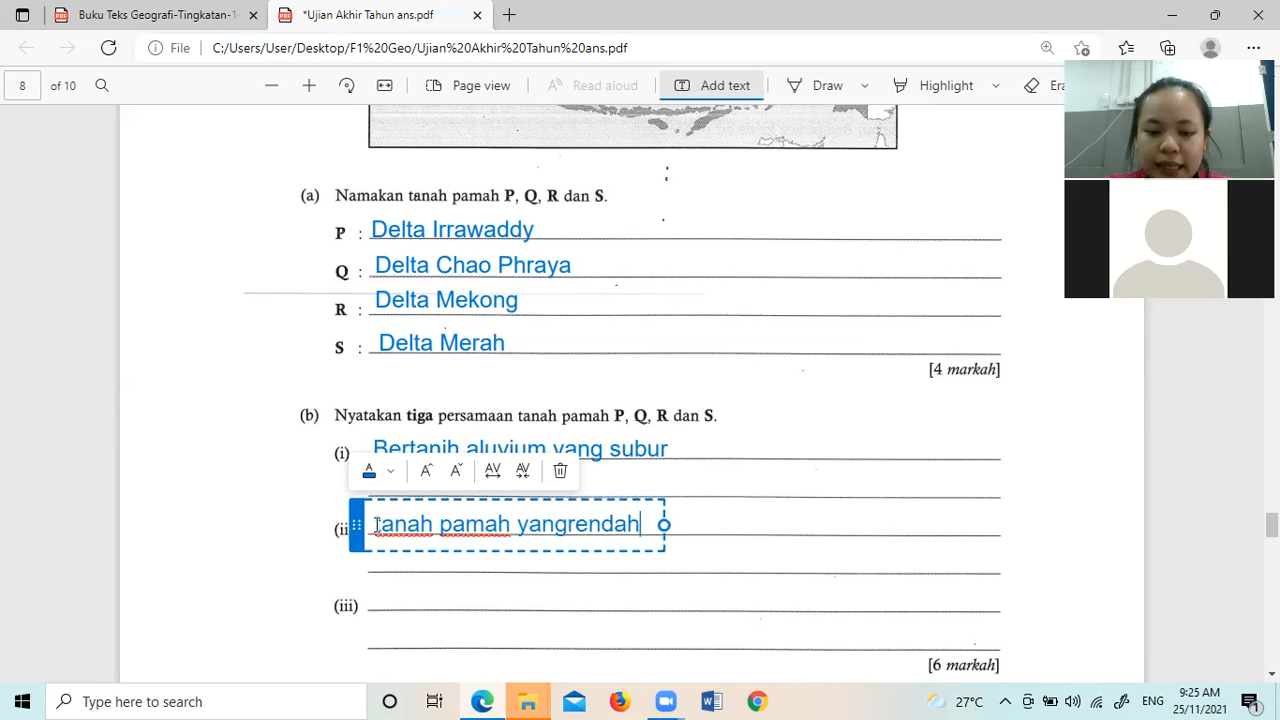 Buku Teks Geografi-Tingkatan-1
*Ujian Akhir Tahun ans.pdf
File
C:/Users/User/Desktop/F1%20Geo/Ujian%20Akhir%20Tahun%20ans.pdf
8 of 10
Page view
Read aloud
Add text
Draw
Highlight
Era
(a) Namakan tanah pamah P, Q, R dan S.
P : Delta Irrawaddy
Q : Delta Chao Phraya
R : Delta Mekong
S : Delta Merah
[4 markah]
(b) Nyatakan tiga persamaan tanah pamah P, Q, R dan S.
(i) Bertanih aluvium yang subur
A A A AV AV
(ii tanah pamah yangrendah
(iii)
[6 markah]
Type here to search
27°C
ENG
9:25 AM
25/11/2021
1